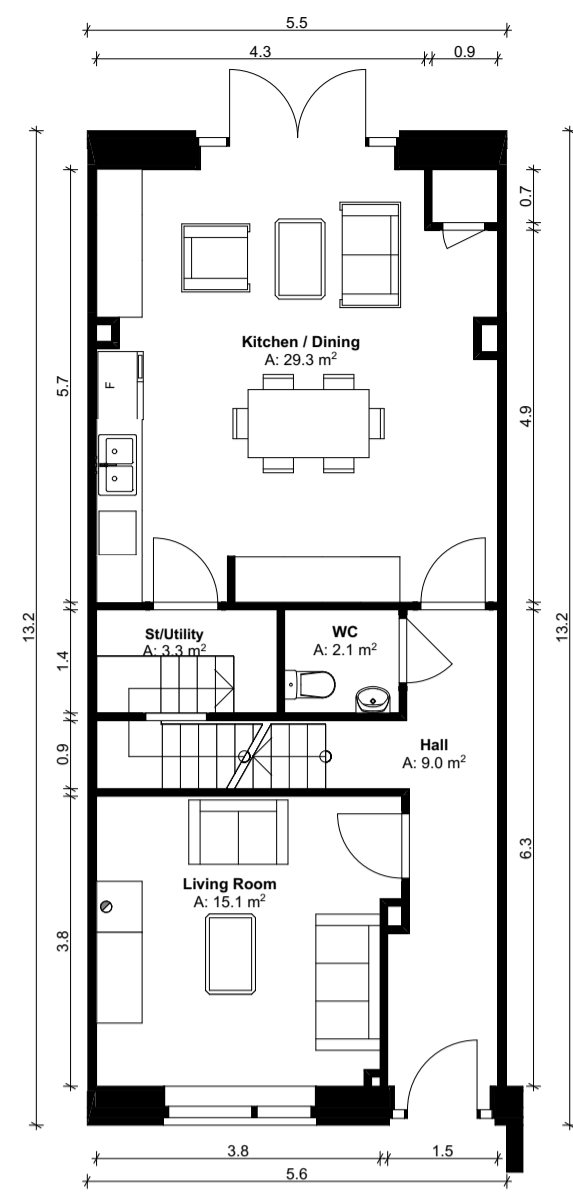 5.5
4.3
0.9
0.7
Kitchen / Dining
A: 29.3 m²
F
5.7
4.9
13.2
13.2
St/Utility
A: 3.3 m²
WC
A: 2.1 m²
1.4
0.9
Hall
A: 9.0 m²
6.3
Living Room
A: 15.1 m²
3.8
3.8
1.5
5.6